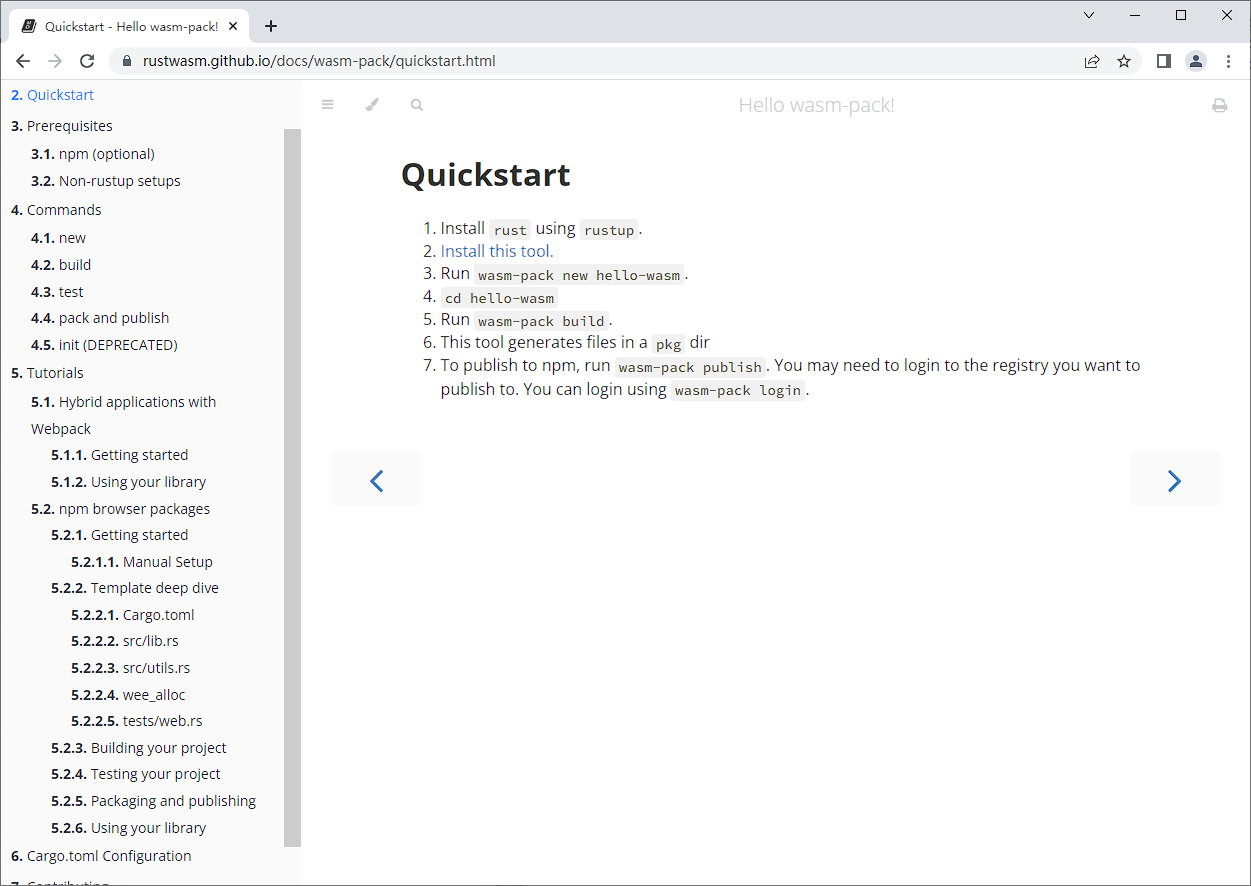 Quickstart - Hello wasm-pack!
rustwasm.github.io/docs/wasm-pack/quickstart.html
2. Quickstart
3. Prerequisites
3.1. npm (optional)
3.2. Non-rustup setups
4. Commands
4.1. new
4.2. build
4.3. test
4.4. pack and publish
4.5. init (DEPRECATED)
5. Tutorials
5.1. Hybrid applications with
Webpack
5.1.1. Getting started
5.1.2. Using your library
5.2. npm browser packages
5.2.1. Getting started
5.2.1.1. Manual Setup
5.2.2. Template deep dive
5.2.2.1. Cargo.toml
5.2.2.2. src/lib.rs
5.2.2.3. src/utils.rs
5.2.2.4. wee_alloc
5.2.2.5. tests/web.rs
5.2.3. Building your project
5.2.4. Testing your project
5.2.5. Packaging and publishing
5.2.6. Using your library
6. Cargo.toml Configuration
7. Contributing
Hello wasm-pack!
Quickstart
1. Install rust using rustup.
2. Install this tool.
3. Run wasm-pack new hello-wasm.
4. cd hello-wasm
5. Run wasm-pack build.
6. This tool generates files in a pkg dir
7. To publish to npm, run wasm-pack publish. You may need to login to the registry you want to
publish to. You can login using wasm-pack login.